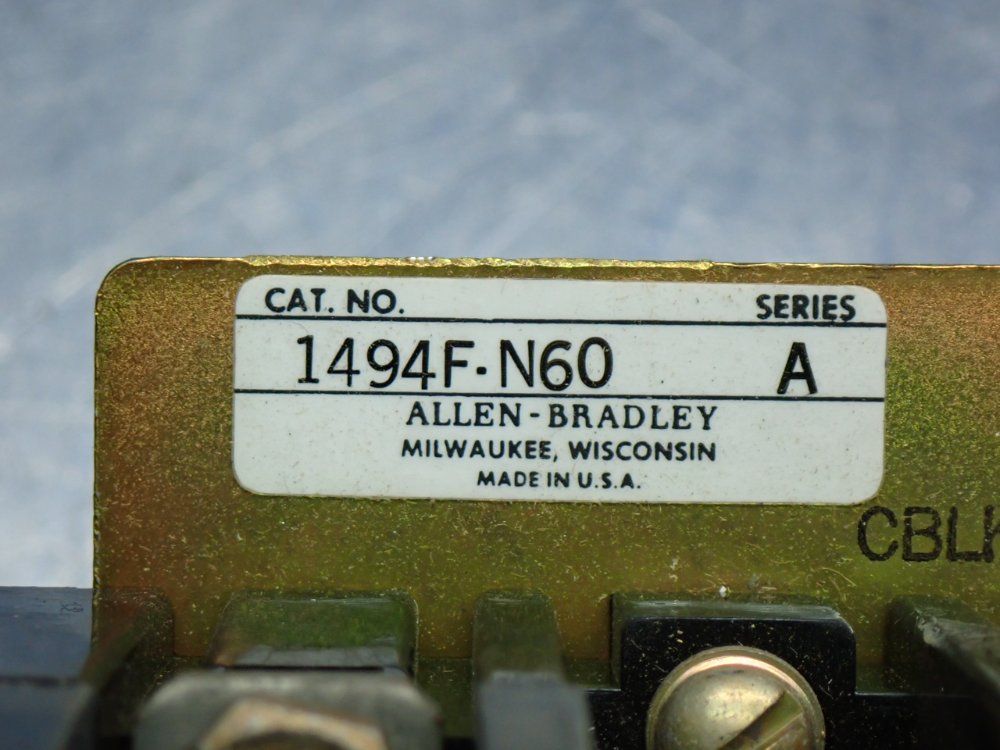 CAT. NO. SERIES
1494F-N60 A
ALLEN-BRADLEY
MILWAUKEE, WISCONSIN
MADE IN U.S.A.